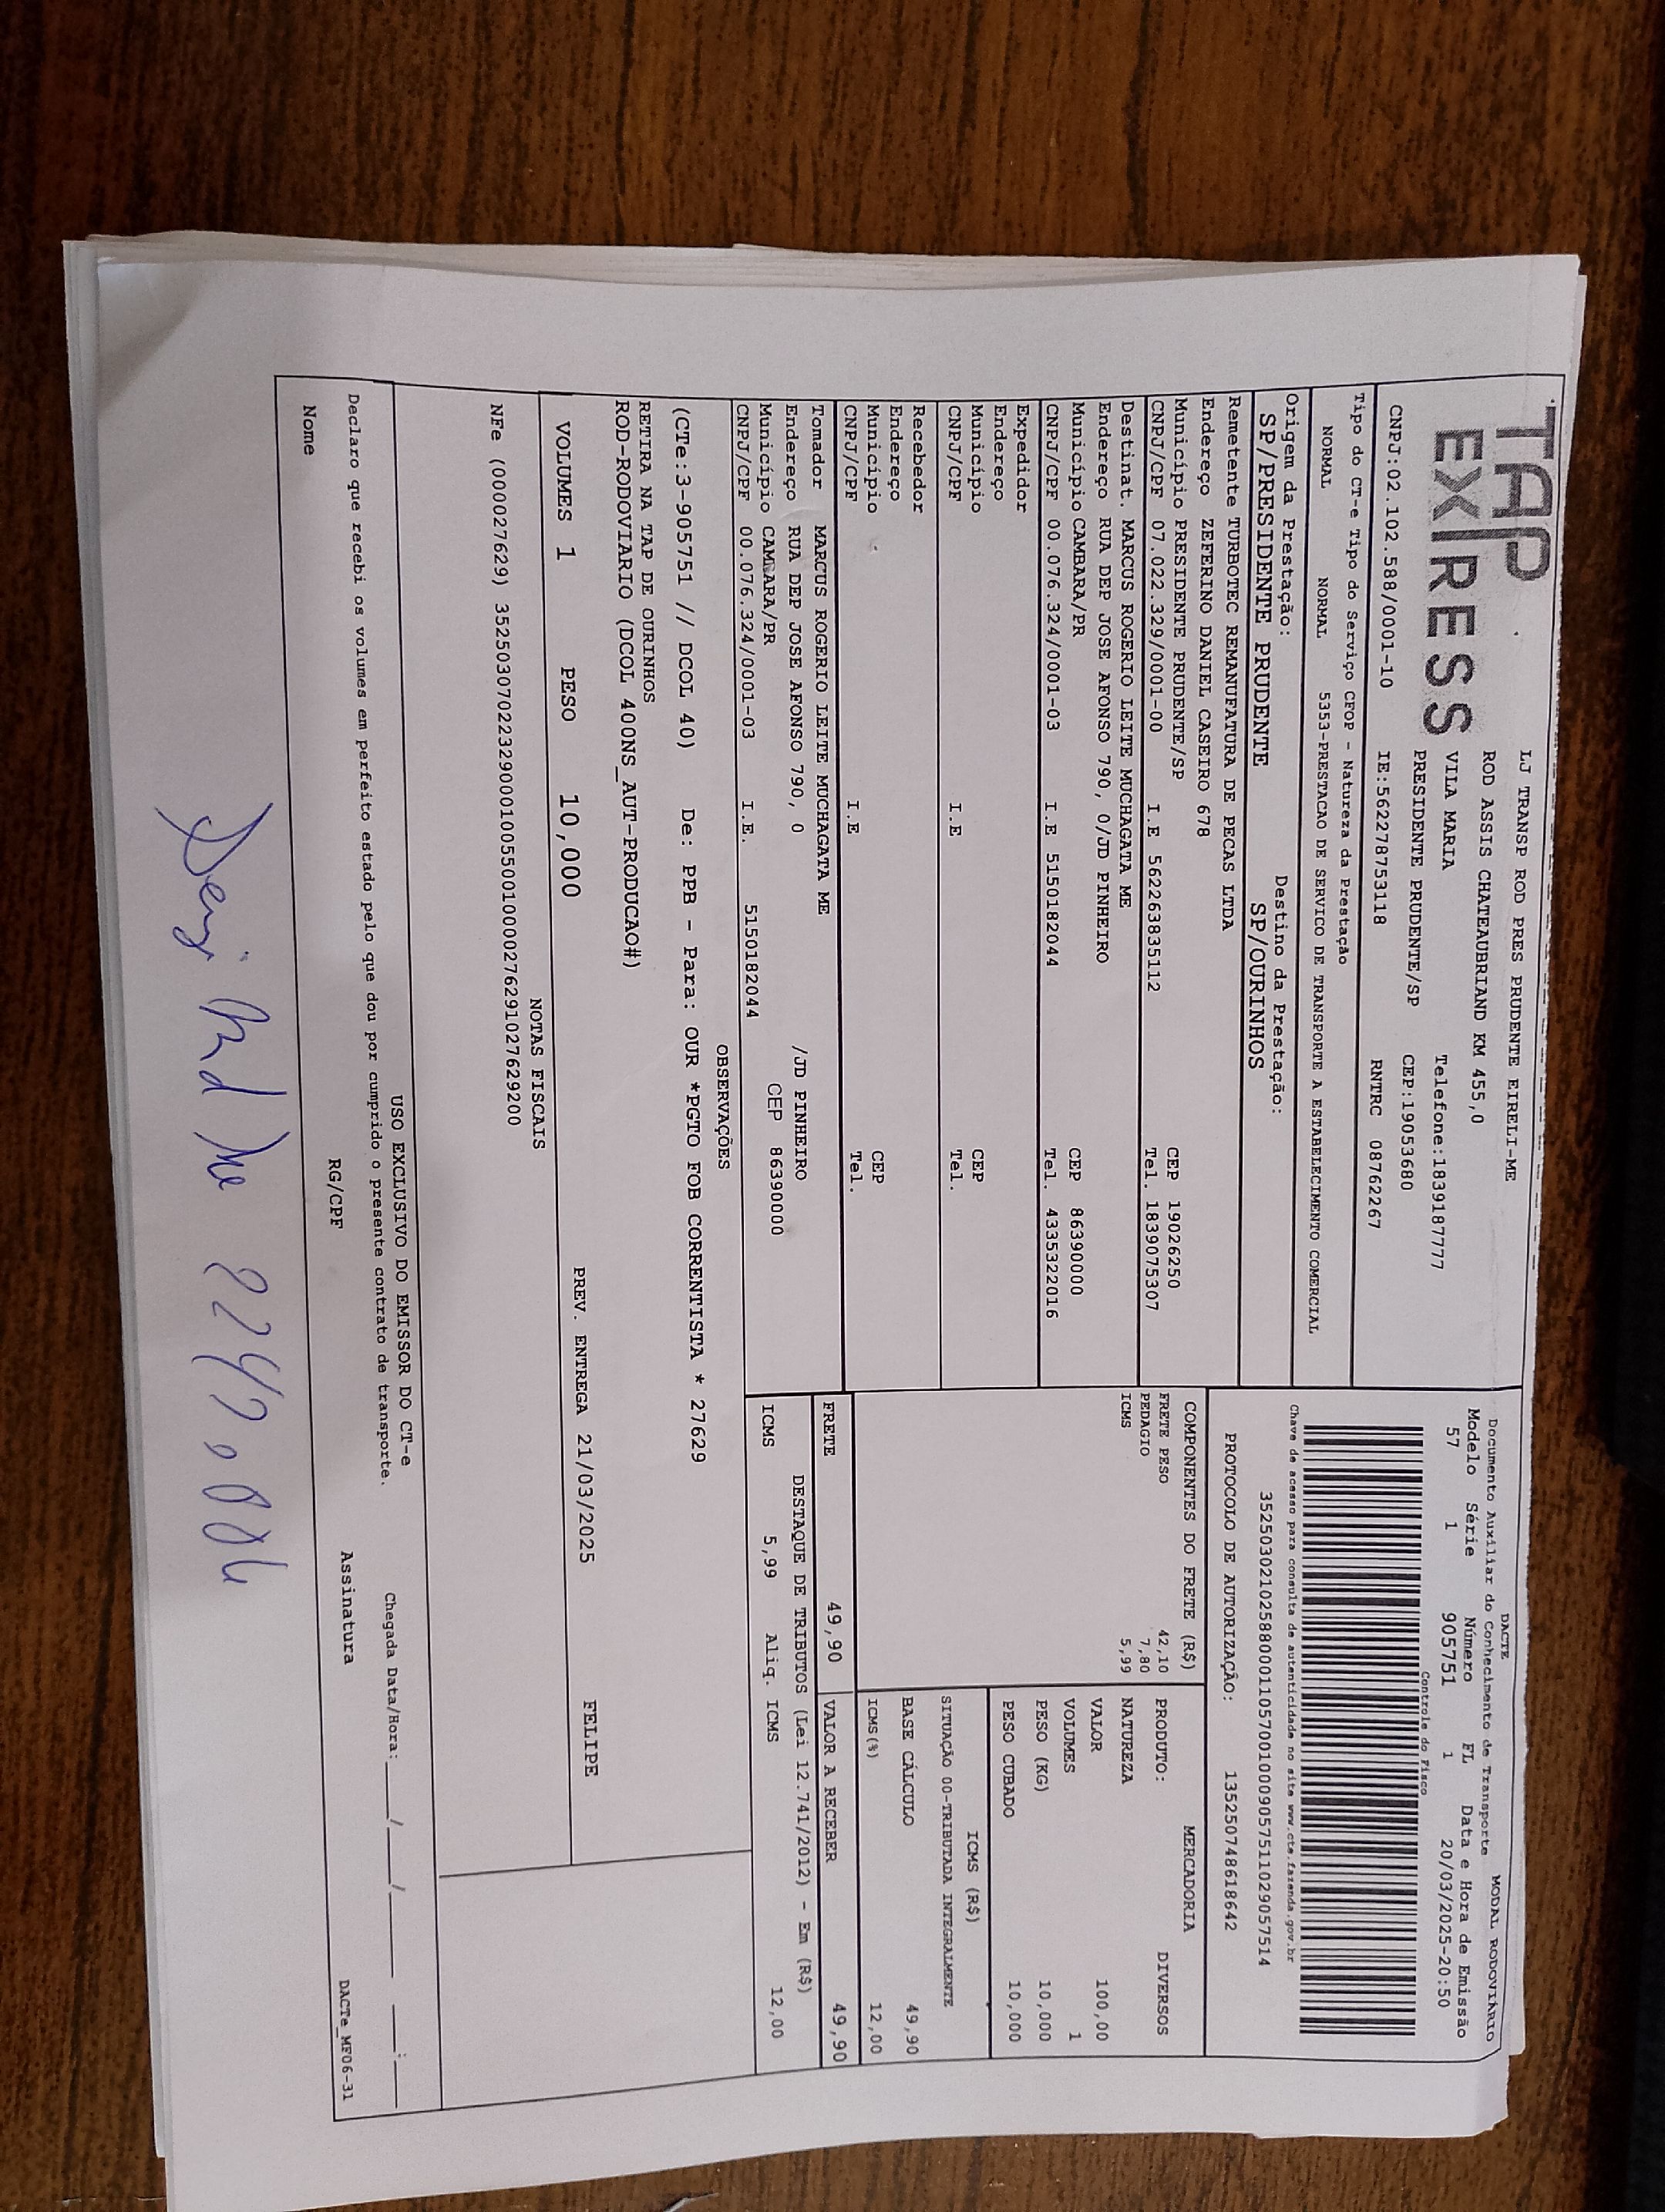 TAP EXPRESS
LJ TRANSP ROD PRES PRUDENTE EIRELI-ME
ROD ASSIS CHATEAUBRIAND KM 455,0
VILA MARIA Telefone:1839187777
PRESIDENTE PRUDENTE/SP CEP:19053680
CNPJ:02.102.588/0001-10 IE:562278753118 RNTRC 08762267
Tipo do CT-e Tipo do Serviço CFOP - Natureza da Prestação
NORMAL NORMAL 5353-PRESTACAO DE SERVICO DE TRANSPORTE A ESTABELECIMENTO COMERCIAL
Origem da Prestação: Destino da Prestação:
SP/PRESIDENTE PRUDENTE SP/OURINHOS
Remetente TURBOTEC REMANUFATURA DE PECAS LTDA
Endereço ZEFERINO DANIEL CASEIRO 678
Município PRESIDENTE PRUDENTE/SP CEP 19026250
CNPJ/CPF 07.022.329/0001-00 I.E 562263835112 Tel. 1839075307
Destinat. MARCUS ROGERIO LEITE MUCHAGATA ME
Endereço RUA DEP JOSE AFONSO 790, 0/JD PINHEIRO
Município CAMBARA/PR CEP 86390000
CNPJ/CPF 00.076.324/0001-03 I.E 5150182044 Tel. 4335322016
Expedidor
Endereço
Município CEP
CNPJ/CPF I.E Tel.
Recebedor
Endereço
Município CEP
CNPJ/CPF I.E Tel.
Tomador MARCUS ROGERIO LEITE MUCHAGATA ME
Endereço RUA DEP JOSE AFONSO 790, 0 /JD PINHEIRO
Município CAMBARA/PR CEP 86390000
CNPJ/CPF 00.076.324/0001-03 I.E. 5150182044
DACTE MODAL RODOVIÁRIO
Documento Auxiliar do Conhecimento de Transporte
Modelo Série Número FL Data e Hora de Emissão
57 1 905751 1 20/03/2025-20:50
Controle do Fisco
Chave de acesso para consulta de autenticidade no site www.cte.fazenda.gov.br
35250302102588000110570010009057511029057514
PROTOCOLO DE AUTORIZAÇÃO: 135250748618642
COMPONENTES DO FRETE (R$)
FRETE PESO 42,10
PEDAGIO 7,80
ICMS 5,99
MERCADORIA
PRODUTO: DIVERSOS
NATUREZA
VALOR 100,00
VOLUMES 1
PESO (KG) 10,000
PESO CUBADO 10,000
ICMS (R$)
SITUAÇÃO 00-TRIBUTADA INTEGRALMENTE
BASE CÁLCULO 49,90
ICMS(%) 12,00
FRETE 49,90 VALOR A RECEBER 49,90
DESTAQUE DE TRIBUTOS (Lei 12.741/2012) - Em (R$)
ICMS 5,99 Aliq. ICMS 12,00
OBSERVAÇÕES
(CTe:3-905751 // DCOL 40) De: PPB - Para: OUR *PGTO FOB CORRENTISTA * 27629
RETIRA NA TAP DE OURINHOS
ROD-RODOVIARIO (DCOL 400NS_AUT-PRODUCAO#)
VOLUMES 1 PESO 10,000 PREV. ENTREGA 21/03/2025 FELIPE
NOTAS FISCAIS
NFe (000027629) 35250307022329000100550010000276291027629200
USO EXCLUSIVO DO EMISSOR DO CT-e
Declaro que recebi os volumes em perfeito estado pelo que dou por cumprido o presente contrato de transporte. Chegada Data/Hora: ___/___/____ __:__
Nome RG/CPF Assinatura
DACTe_MF06-31